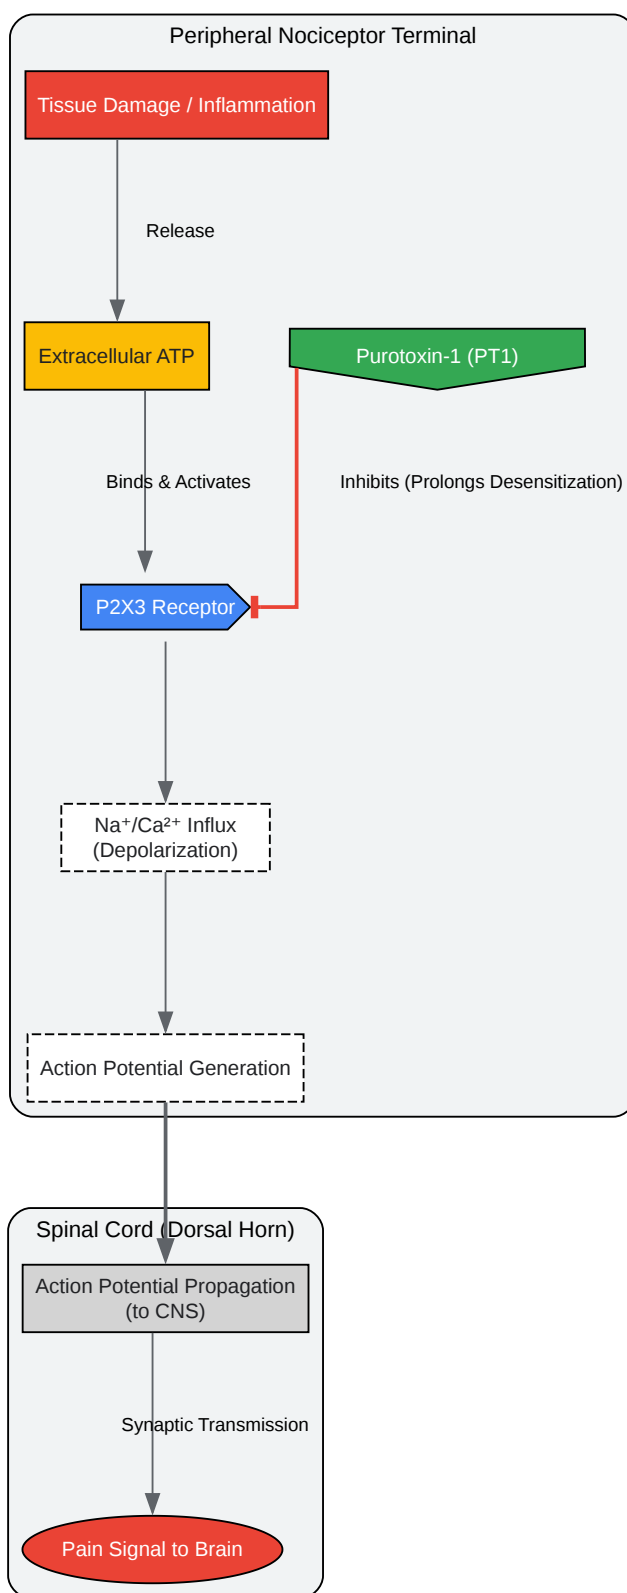 Peripheral Nociceptor Terminal
Tissue Damage / Inflammation
Release
Extracellular ATP
Purotoxin-1 (PT1)
Binds & Activates
Inhibits (Prolongs Desensitization)
P2X3 Receptor
Na⁺/Ca²⁺ Influx
(Depolarization)
Action Potential Generation
Spinal Cord (Dorsal Horn)
Action Potential Propagation
(to CNS)
Synaptic Transmission
Pain Signal to Brain